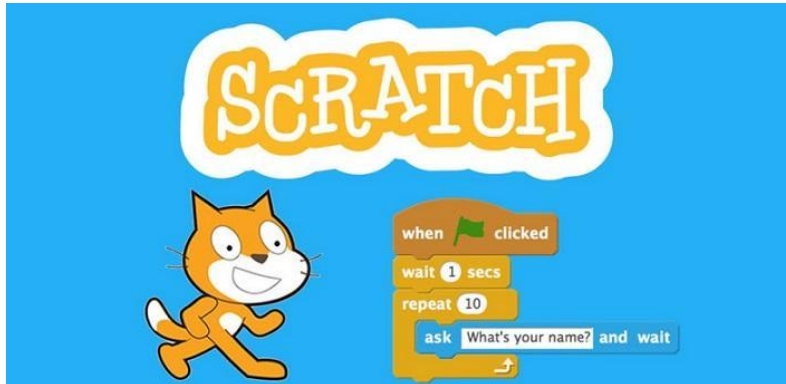 SCRATCH
when clicked
wait 1 secs
repeat 10
ask What's your name? and wait